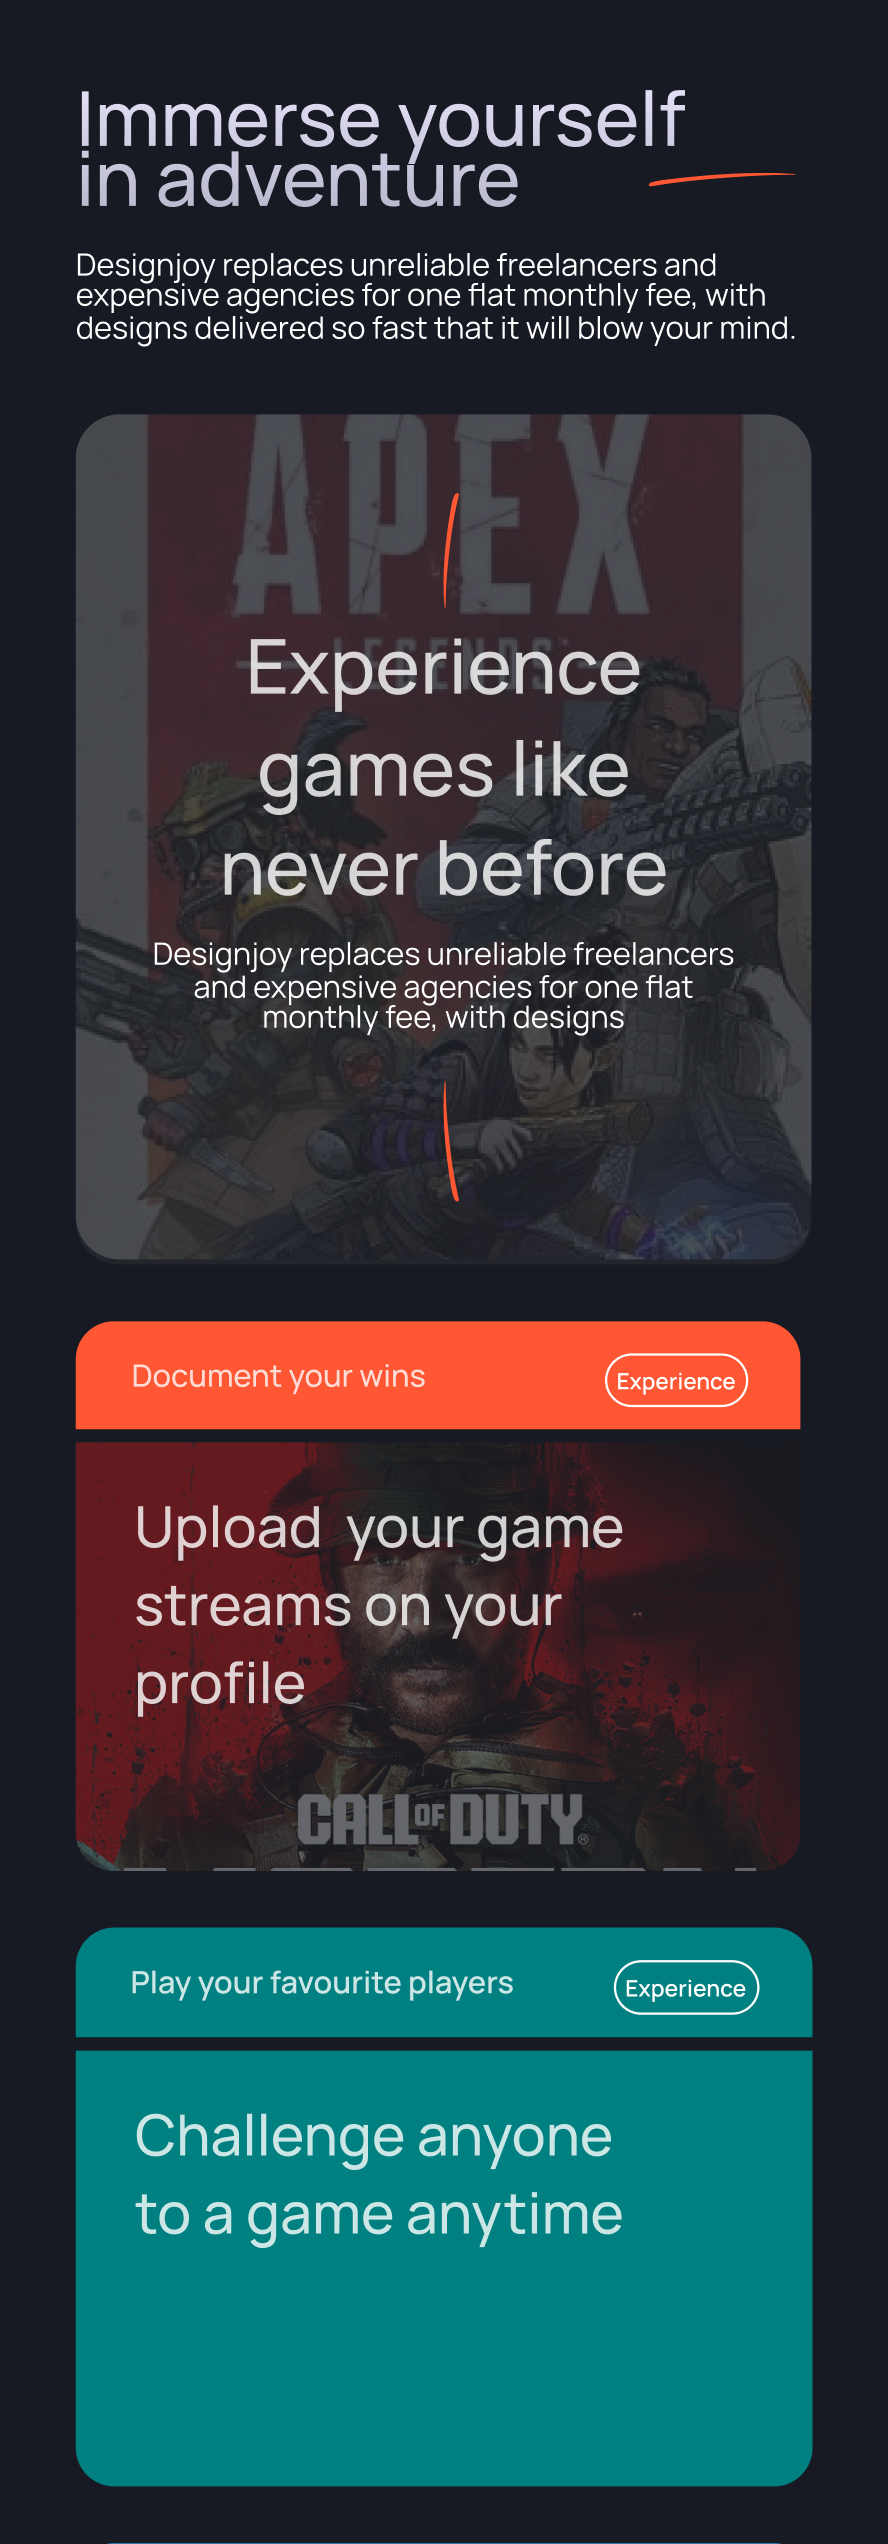 Immerse yourself
in adventure
Designjoy replaces unreliable freelancers and
expensive agencies for one flat monthly fee, with
designs delivered so fast that it will blow your mind.
APEX
LEGENDS
Experience
games like
never before
Designjoy replaces unreliable freelancers
and expensive agencies for one flat
monthly fee, with designs
Document your wins
Experience
Upload your game
streams on your
profile
CALL OF DUTY®
Play your favourite players
Experience
Challenge anyone
to a game anytime